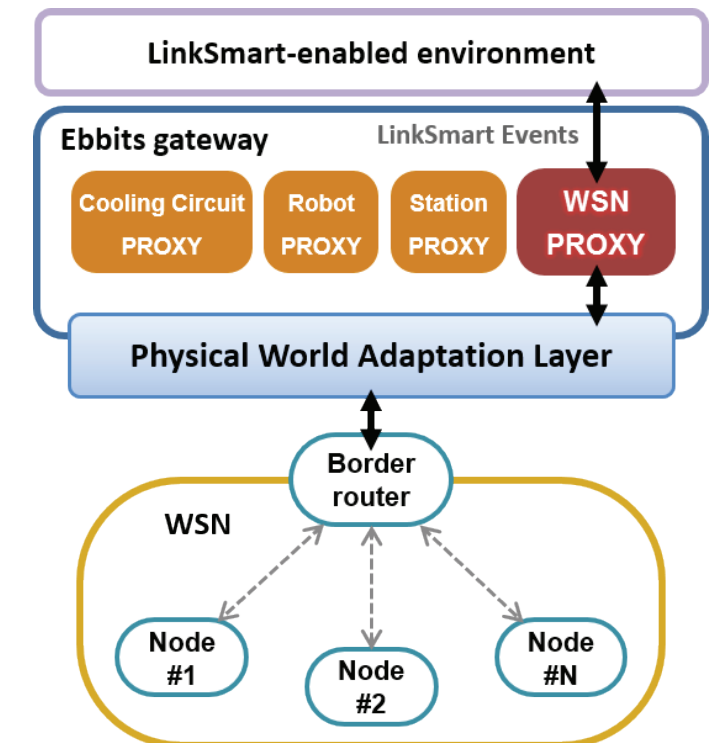 LinkSmart-enabled environment
Ebbits gateway
LinkSmart Events
Cooling Circuit
PROXY
Robot
PROXY
Station
PROXY
WSN
PROXY
Physical World Adaptation Layer
Border
router
WSN
Node
#1
Node
#2
Node
#N